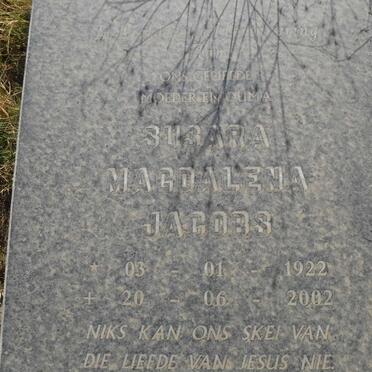 ONS GELIEFDE
MOEDER EN OUMA
SUSARA
MAGDALENA
JACOBS
* 03 - 01 - 1922
+ 20 - 06 - 2002
NIKS KAN ONS SKEI VAN
DIE LIEFDE VAN JESUS NIE.